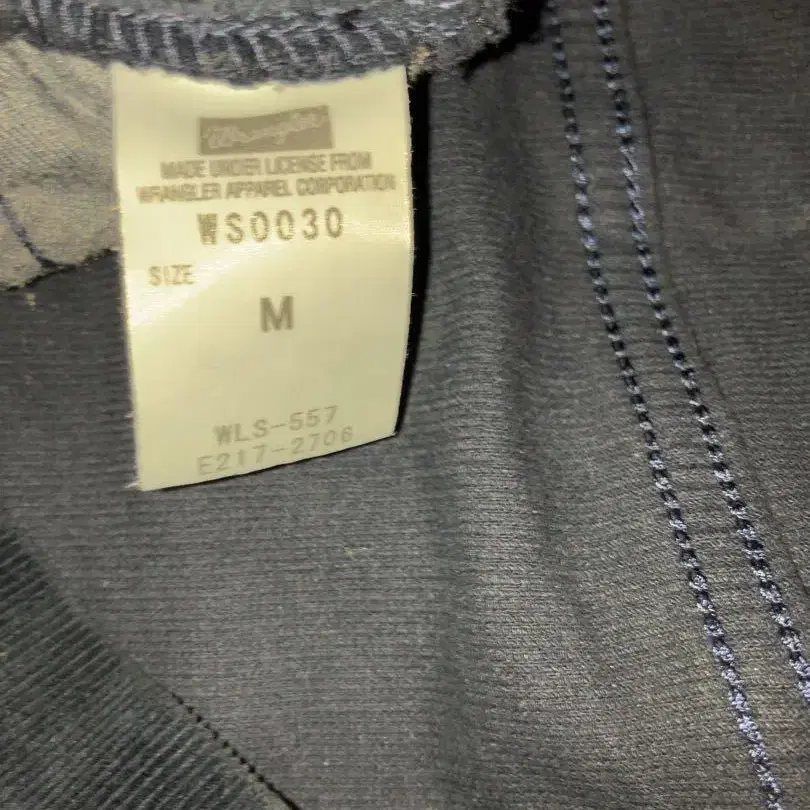 Wrangler
MADE UNDER LICENSE FROM
WRANGLER APPAREL CORPORATION
WS0030
SIZE
M
WLS-557
E217-2706